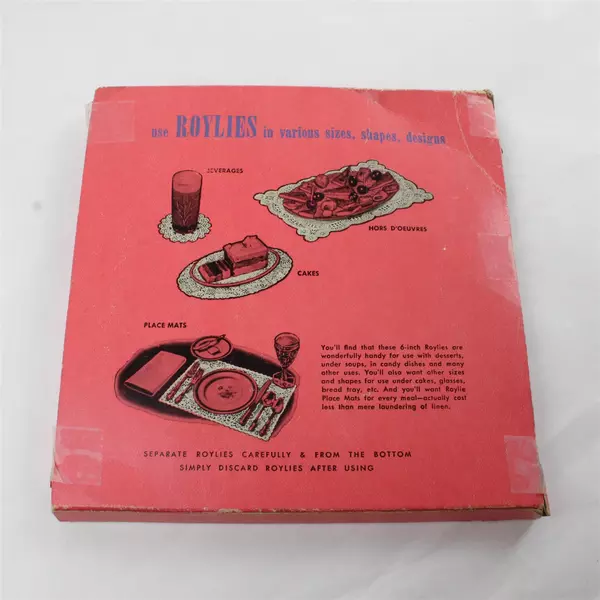 use ROYLIES in various sizes, shapes, designs
BEVERAGES
HORS D'OEUVRES
CAKES
PLACE MATS
You'll find that these 6-inch Roylies are
wonderfully handy for use with desserts,
under soups, in candy dishes and many
other uses. You'll also want other sizes
and shapes for use under cakes, glasses,
bread tray, etc. And you'll want Roylie
Place Mats for every meal—actually cost
less than mere laundering of linen.
SEPARATE ROYLIES CAREFULLY & FROM THE BOTTOM
SIMPLY DISCARD ROYLIES AFTER USING